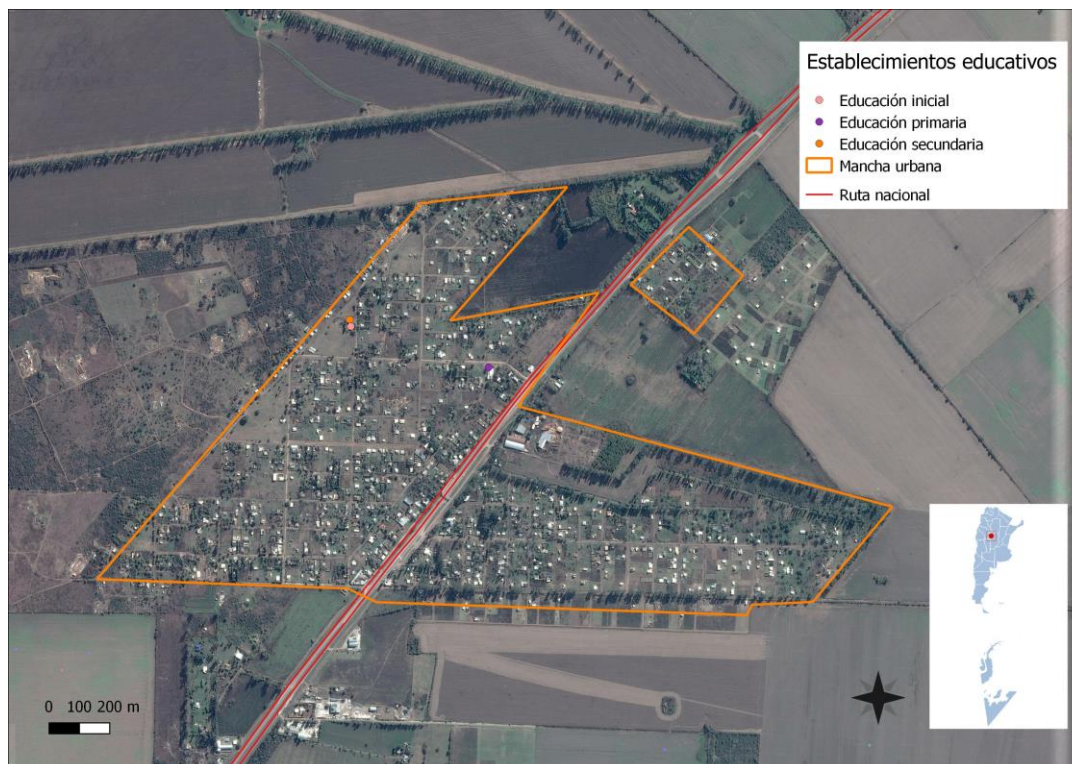 Establecimientos educativos
Educación inicial
Educación primaria
Educación secundaria
Mancha urbana
Ruta nacional
0 100 200 m